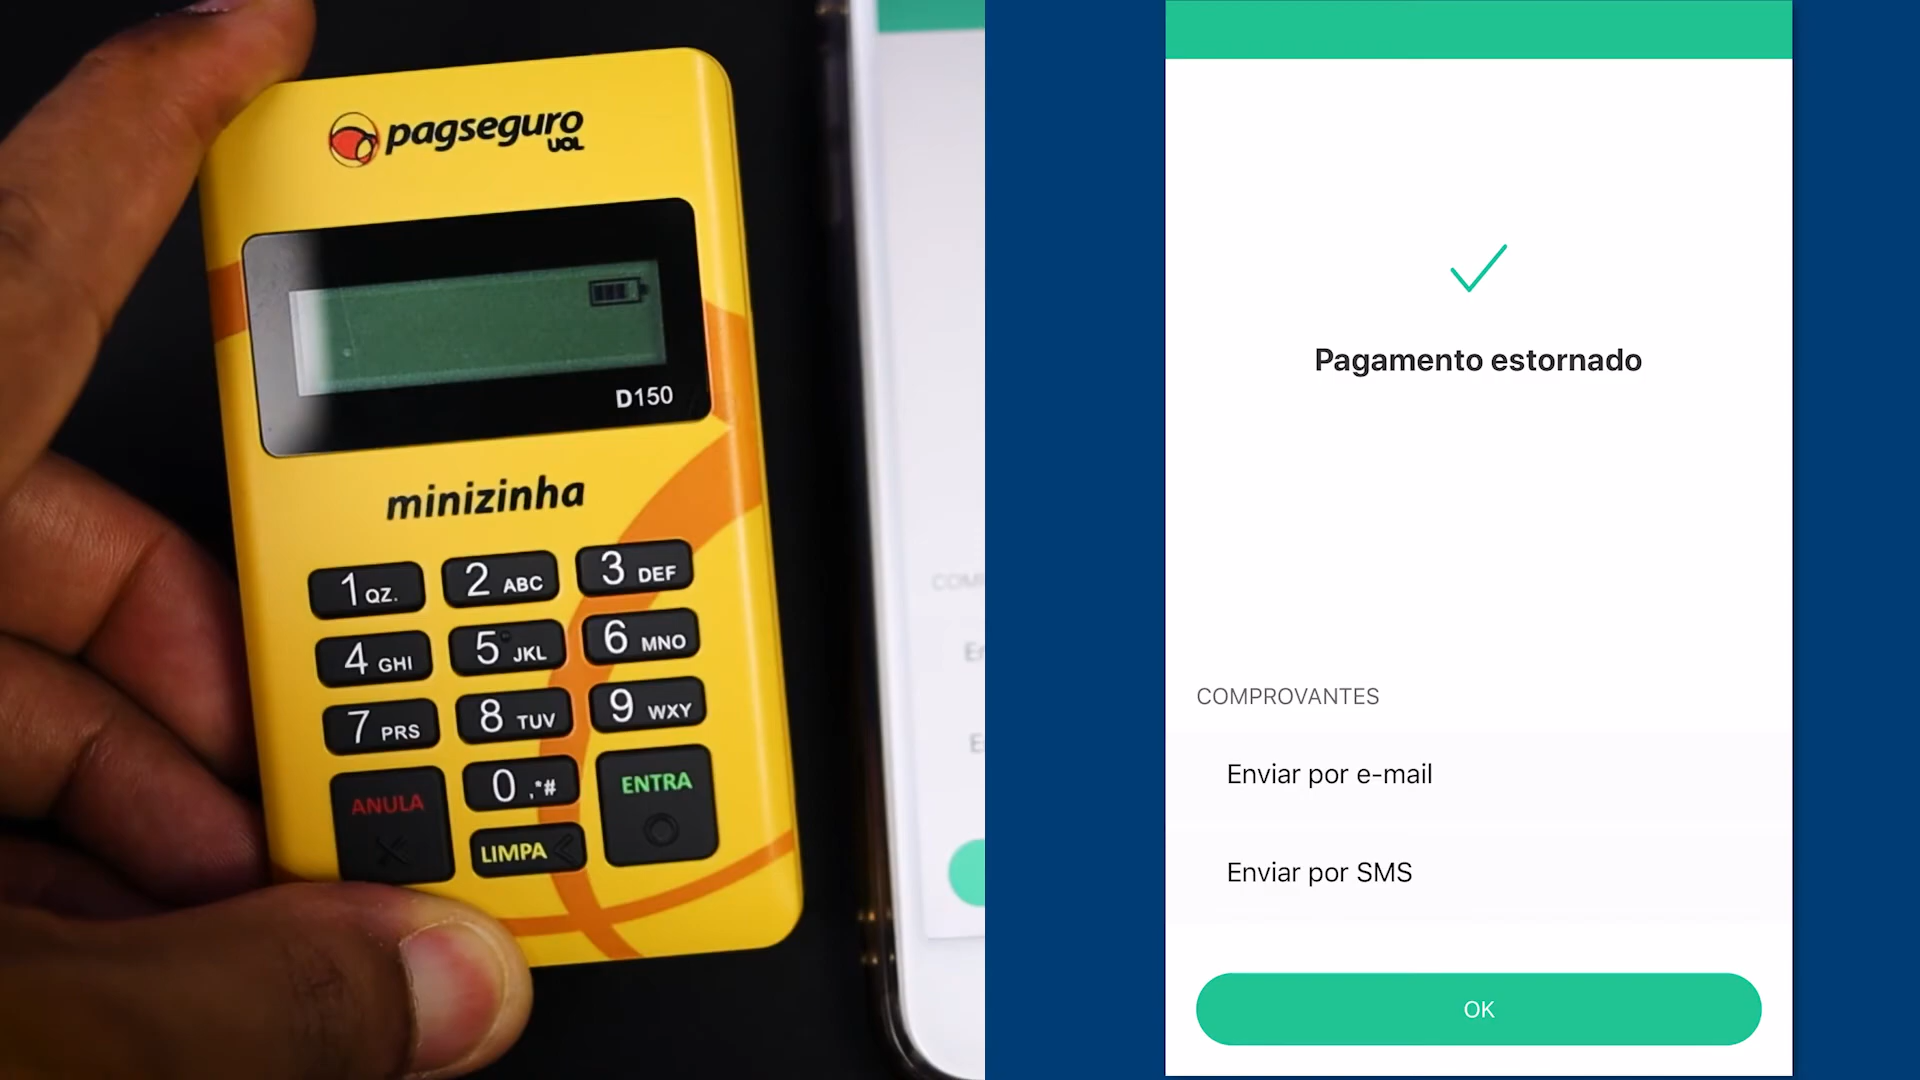 pagseguro
UOL
D150
minizinha
1 QZ.
2 ABC
3 DEF
4 GHI
5 JKL
6 MNO
7 PRS
8 TUV
9 WXY
ANULA
0 ,*#
ENTRA
LIMPA
Pagamento estornado
COMPROVANTES
Enviar por e-mail
Enviar por SMS
OK